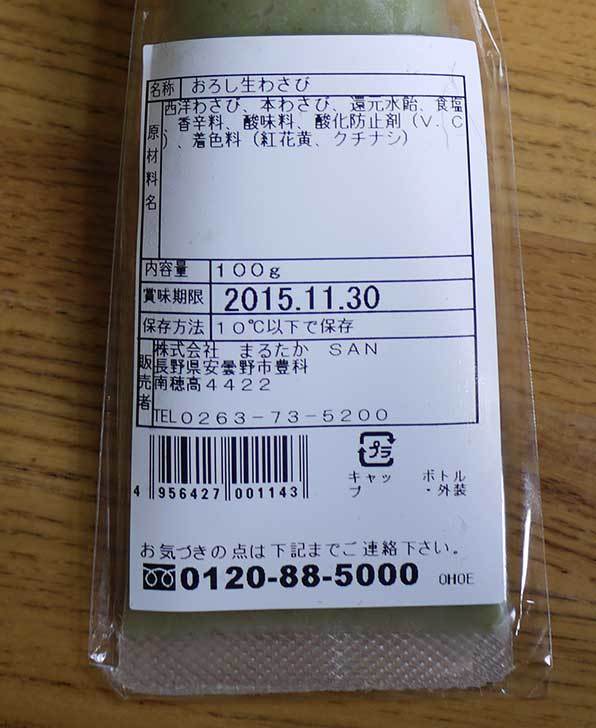 名称 おろし生わさび
原材料名 西洋わさび、本わさび、還元水飴、食塩
、香辛料、酸味料、酸化防止剤(V.C
)、着色料(紅花黄、クチナシ)
内容量 100g
賞味期限 2015.11.30
保存方法 10℃以下で保存
販売者 株式会社 まるたか SAN
長野県安曇野市豊科
南穂高4422
TEL0263-73-5200
プラ
キャップ ボトル・外装
4 956427 001143
お気づきの点は下記までご連絡下さい。
0120-88-5000 OHOE